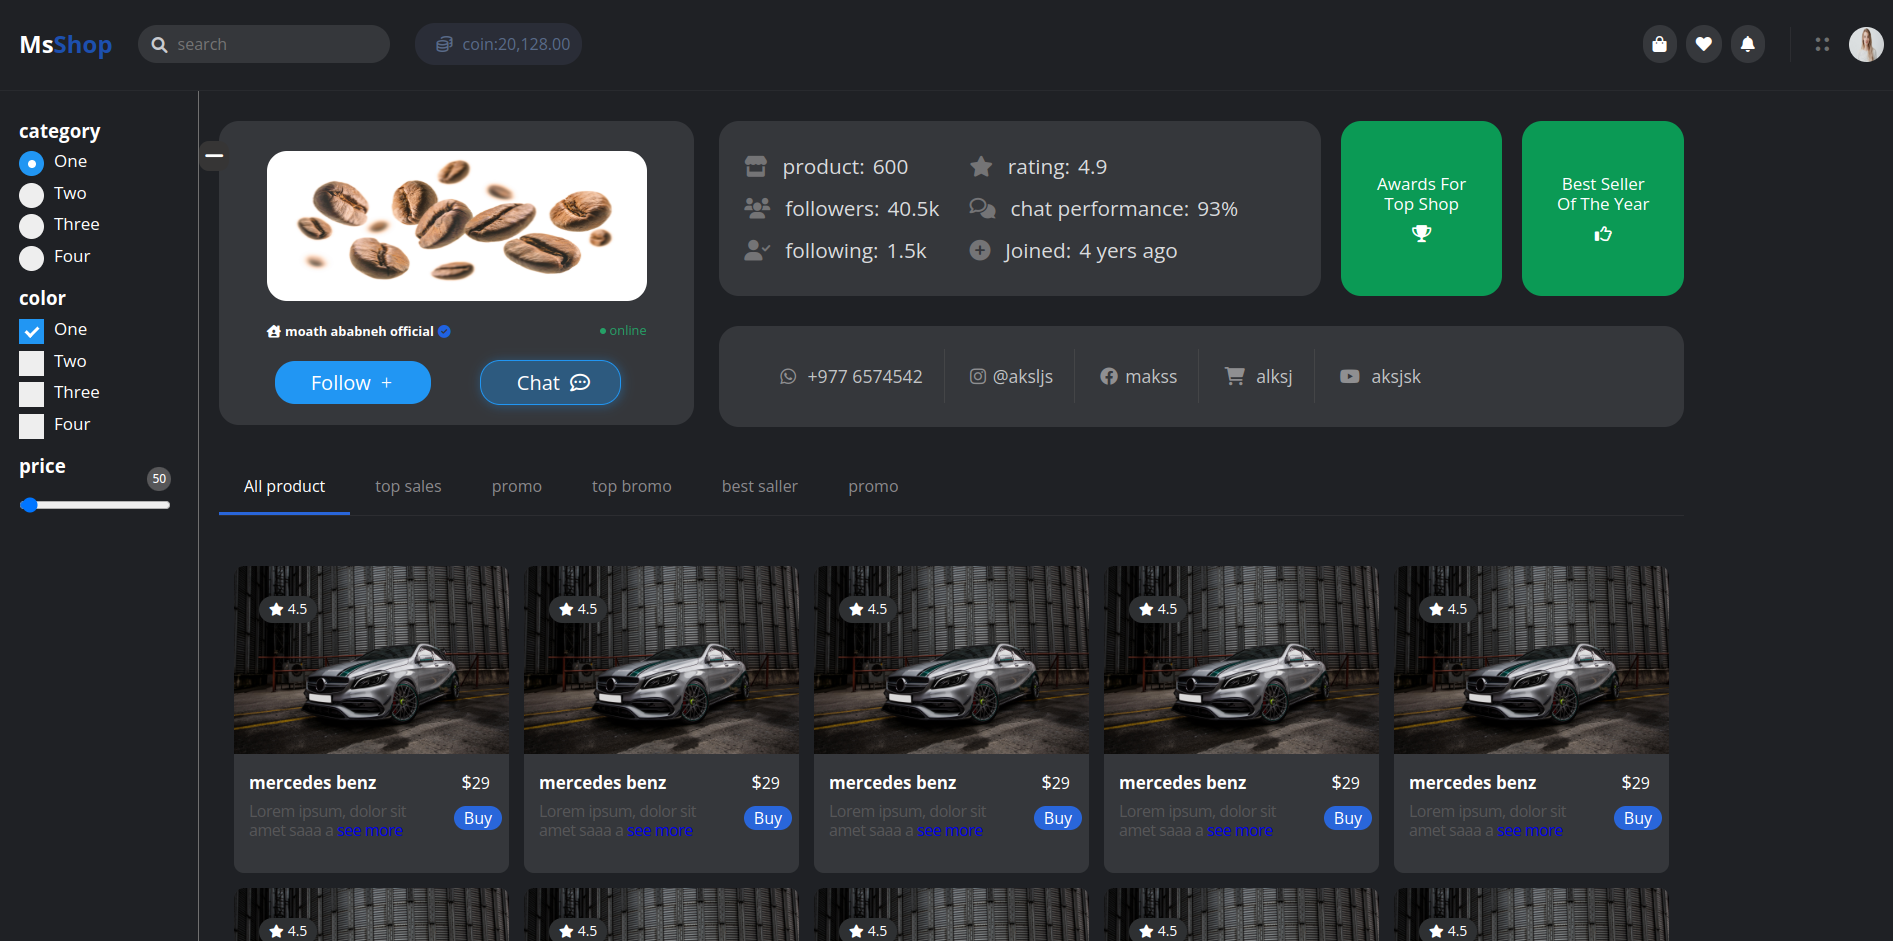 MsShop
search
coin:20,128.00
category
One
Two
Three
Four
color
One
Two
Three
Four
price
50
moath ababneh official
online
Follow +
Chat
product: 600
rating: 4.9
followers: 40.5k
chat performance: 93%
following: 1.5k
Joined: 4 yers ago
Awards For
Top Shop
Best Seller
Of The Year
+977 6574542
@aksljs
makss
alksj
aksjsk
All product
top sales
promo
top bromo
best saller
promo
4.5
mercedes benz
$29
Lorem ipsum, dolor sit
amet saaa a see more
Buy
4.5
mercedes benz
$29
Lorem ipsum, dolor sit
amet saaa a see more
Buy
4.5
mercedes benz
$29
Lorem ipsum, dolor sit
amet saaa a see more
Buy
4.5
mercedes benz
$29
Lorem ipsum, dolor sit
amet saaa a see more
Buy
4.5
mercedes benz
$29
Lorem ipsum, dolor sit
amet saaa a see more
Buy
4.5
4.5
4.5
4.5
4.5